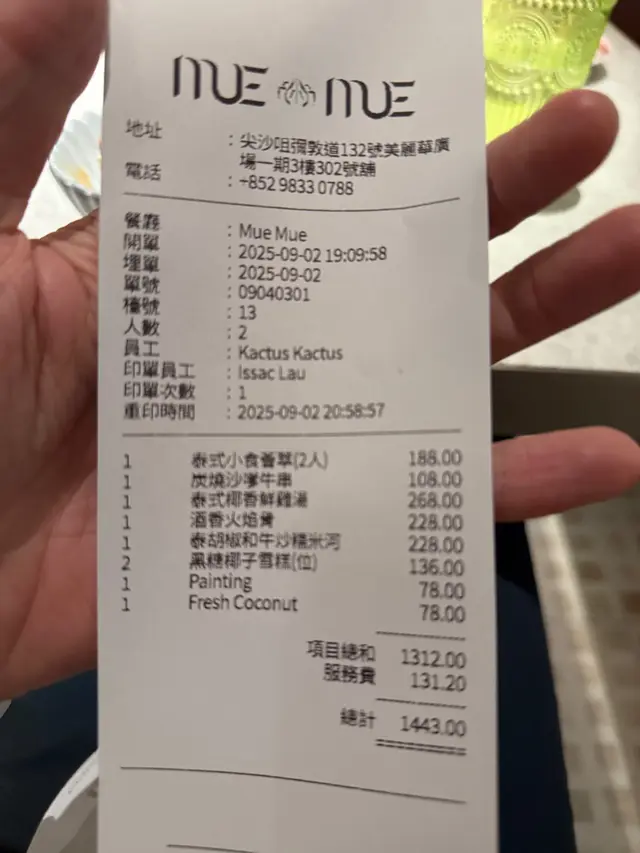 MUE MUE
地址 : 尖沙咀彌敦道132號美麗華廣
場一期3樓302號舖
電話 : +852 9833 0788
餐廳 : Mue Mue
開單 : 2025-09-02 19:09:58
埋單 : 2025-09-02
單號 : 09040301
檯號 : 13
人數 : 2
員工 : Kactus Kactus
印單員工 : Issac Lau
印單次數 : 1
重印時間 : 2025-09-02 20:58:57
1 泰式小食薈萃(2人) 188.00
1 炭燒沙嗲牛串 108.00
1 泰式椰香鮮雞湯 268.00
1 酒香火焰 228.00
1 泰胡椒和牛炒糯米河 228.00
2 黑糖椰子雪糕(位) 136.00
1 Painting 78.00
1 Fresh Coconut 78.00
項目總和 1312.00
服務費 131.20
總計 1443.00